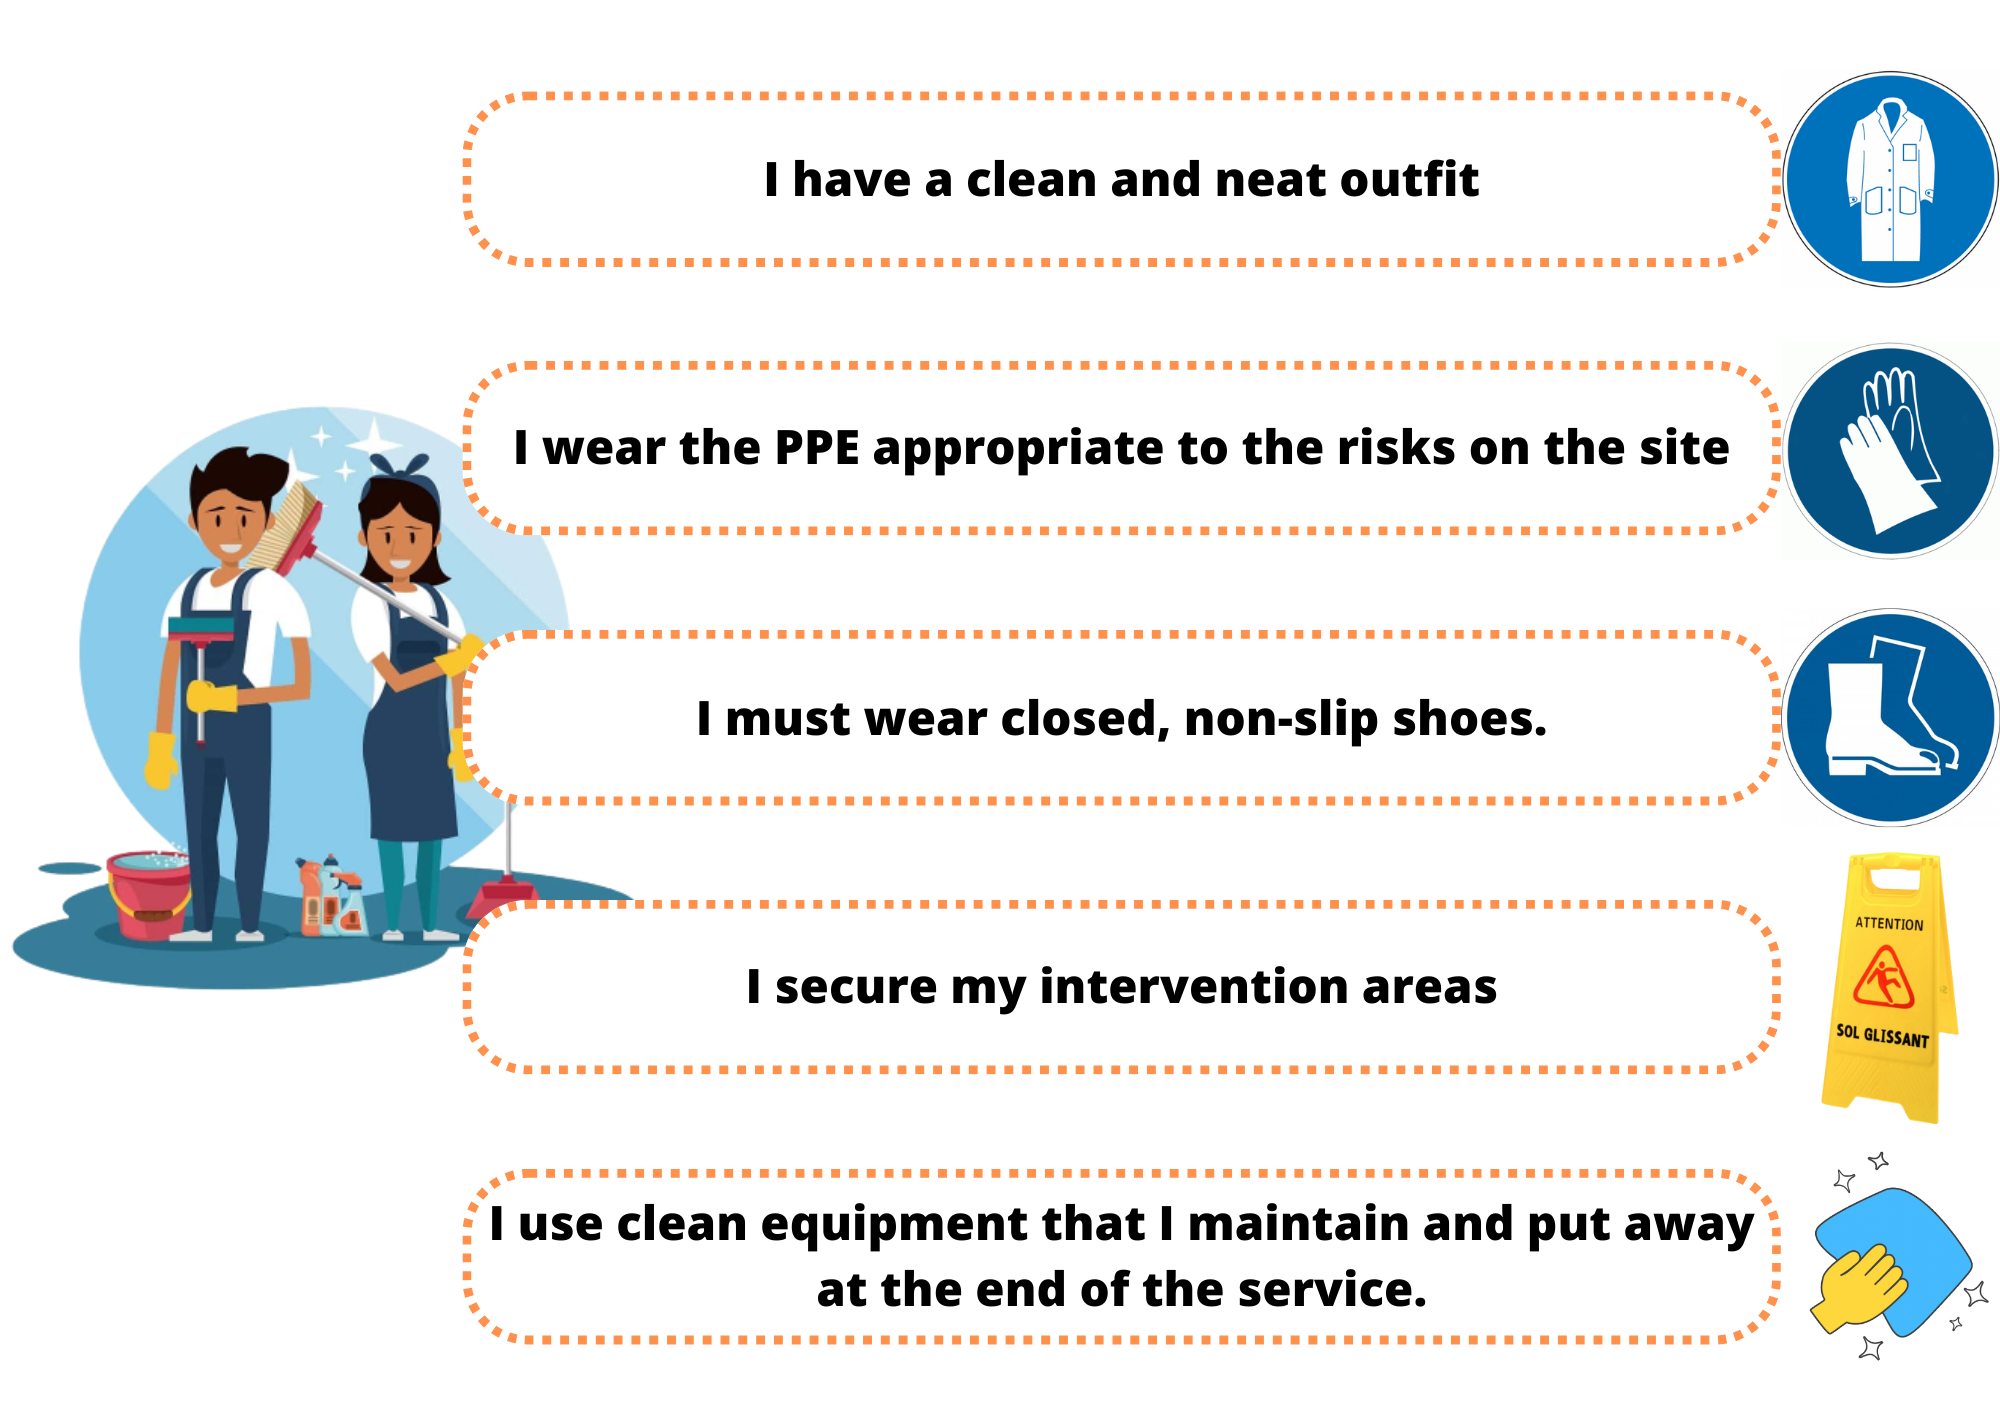 I have a clean and neat outfit
I wear the PPE appropriate to the risks on the site
I must wear closed, non-slip shoes.
ATTENTION
SOL GLISSANT
I secure my intervention areas
I use clean equipment that I maintain and put away
at the end of the service.